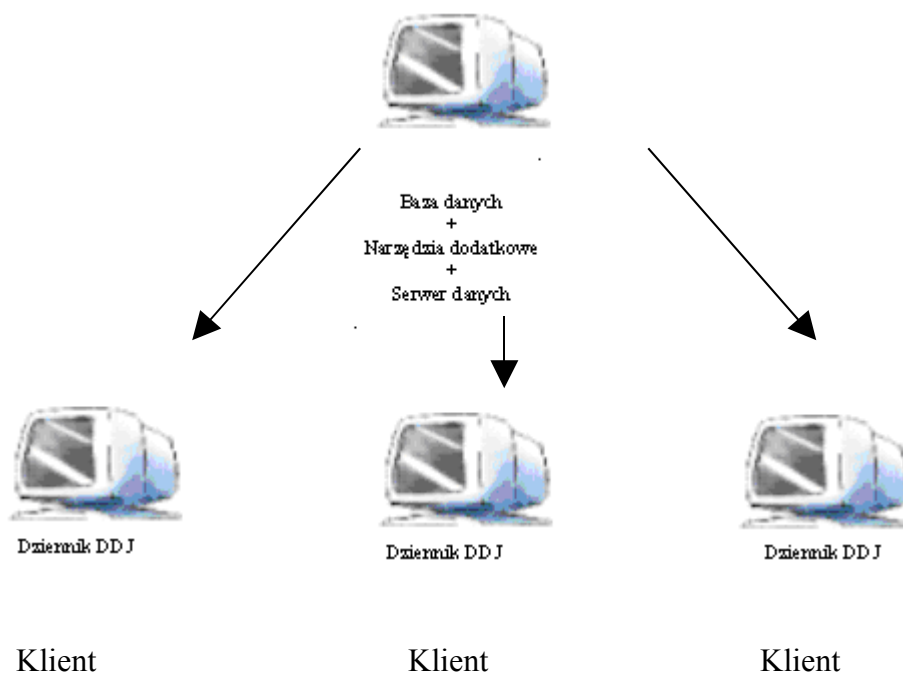 Baza danych
+
Narzędzia dodatkowe
+
Serwer danych
Dziennik DDJ
Dziennik DDJ
Dziennik DDJ
Klient
Klient
Klient